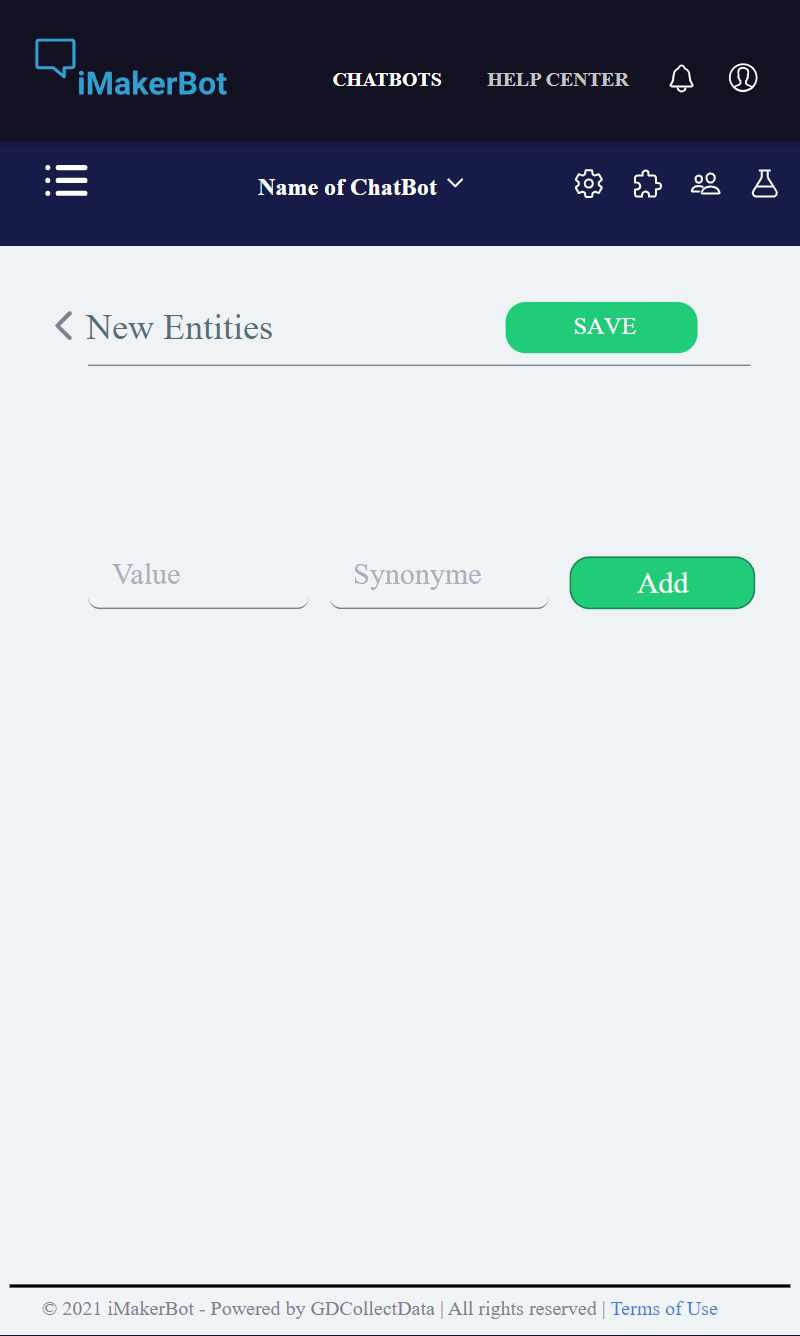 iMakerBot
CHATBOTS HELP CENTER
Name of ChatBot
New Entities SAVE
Value Synonyme Add
© 2021 iMakerBot - Powered by GDCollectData | All rights reserved | Terms of Use